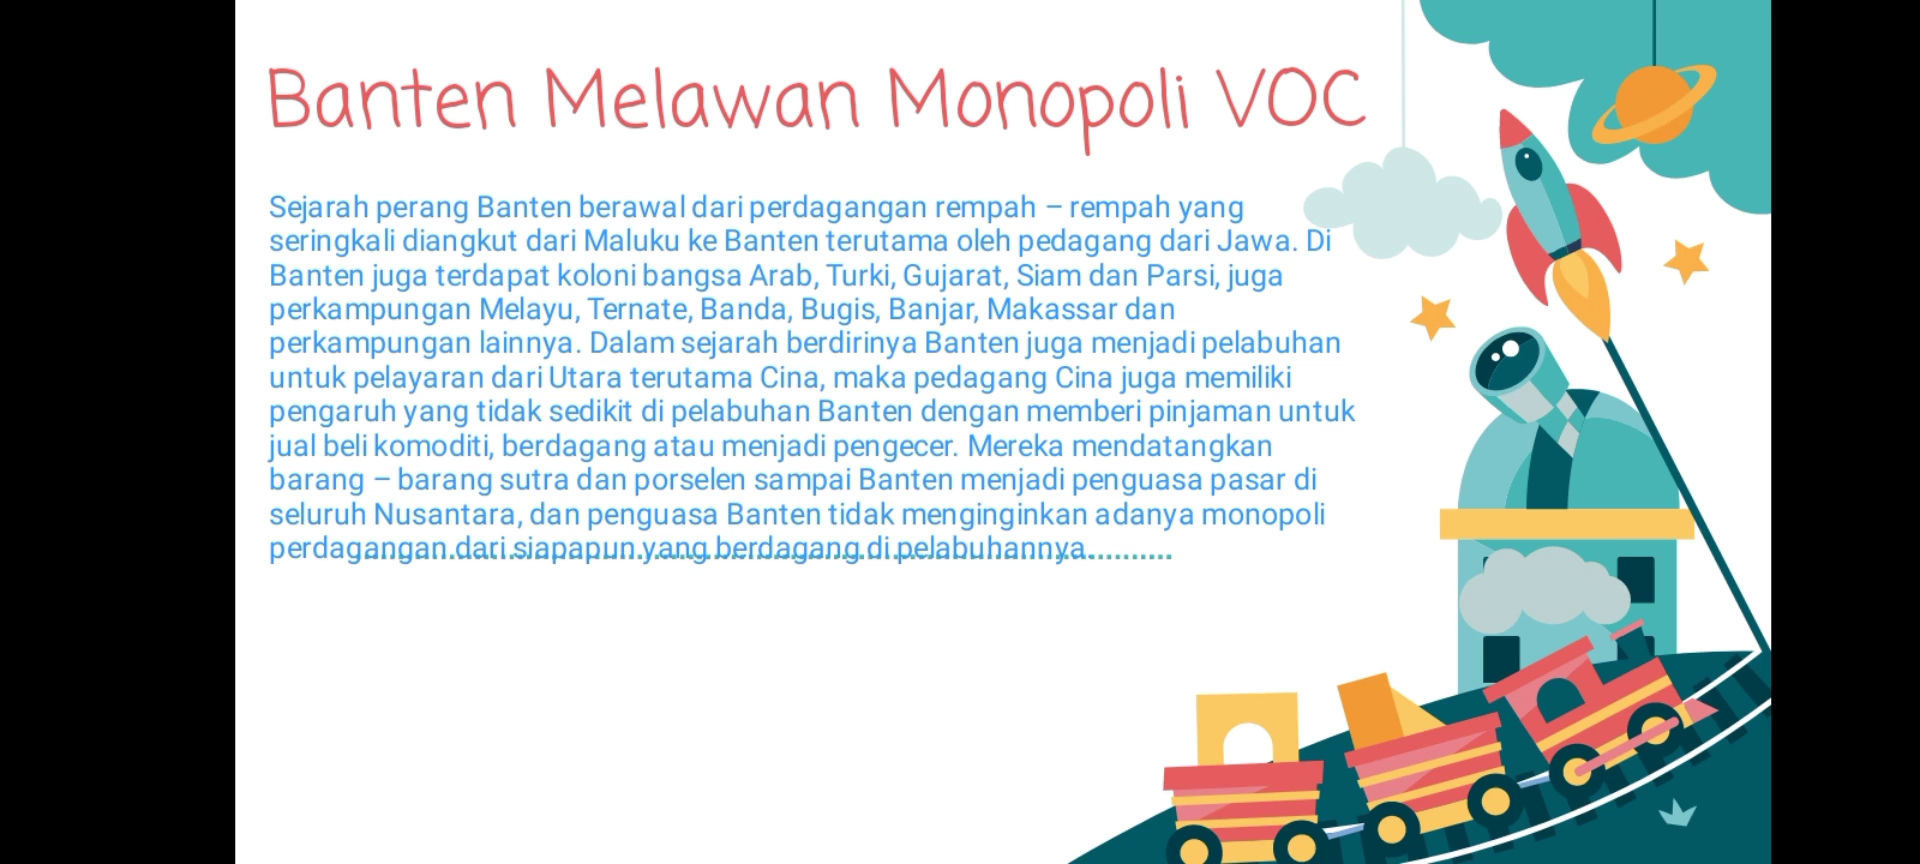 Banten Melawan Monopoli VOC
Sejarah perang Banten berawal dari perdagangan rempah – rempah yang
seringkali diangkut dari Maluku ke Banten terutama oleh pedagang dari Jawa. Di
Banten juga terdapat koloni bangsa Arab, Turki, Gujarat, Siam dan Parsi, juga
perkampungan Melayu, Ternate, Banda, Bugis, Banjar, Makassar dan
perkampungan lainnya. Dalam sejarah berdirinya Banten juga menjadi pelabuhan
untuk pelayaran dari Utara terutama Cina, maka pedagang Cina juga memiliki
pengaruh yang tidak sedikit di pelabuhan Banten dengan memberi pinjaman untuk
jual beli komoditi, berdagang atau menjadi pengecer. Mereka mendatangkan
barang – barang sutra dan porselen sampai Banten menjadi penguasa pasar di
seluruh Nusantara, dan penguasa Banten tidak menginginkan adanya monopoli
perdagangan dari siapapun yang berdagang di pelabuhannya.